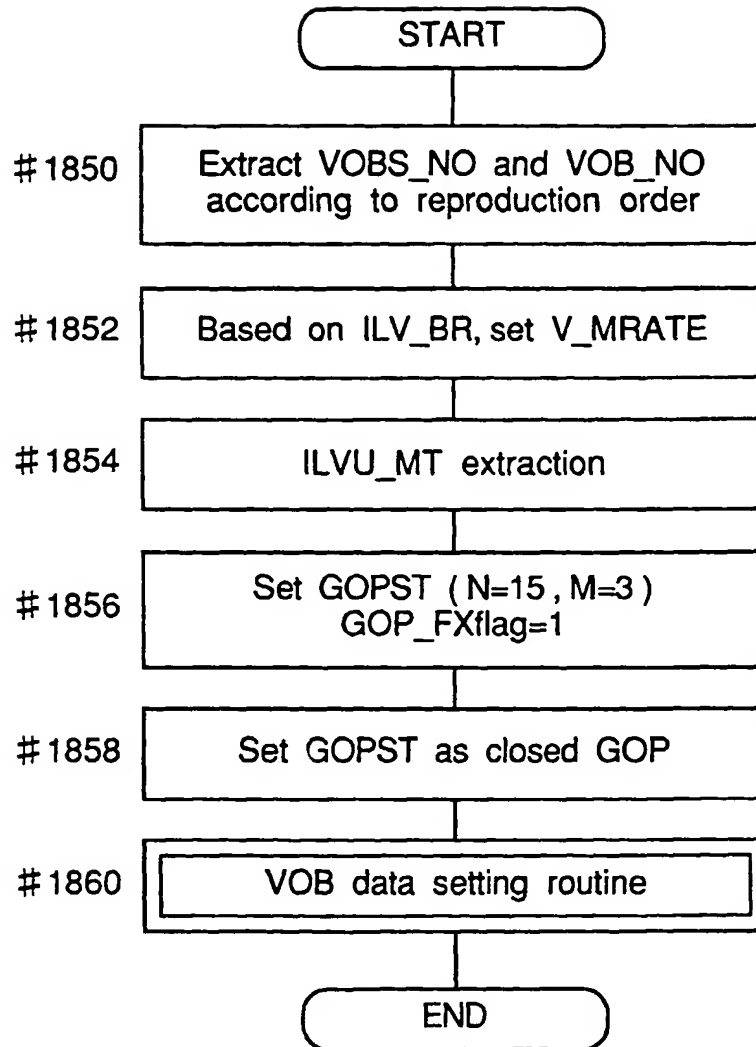 START
#1850
Extract VOBS_NO and VOB_NO
according to reproduction order
#1852
Based on ILV_BR, set V_MRATE
#1854
ILVU_MT extraction
#1856
Set GOPST ( N=15 , M=3 )
GOP_FXflag=1
#1858
Set GOPST as closed GOP
#1860
VOB data setting routine
END